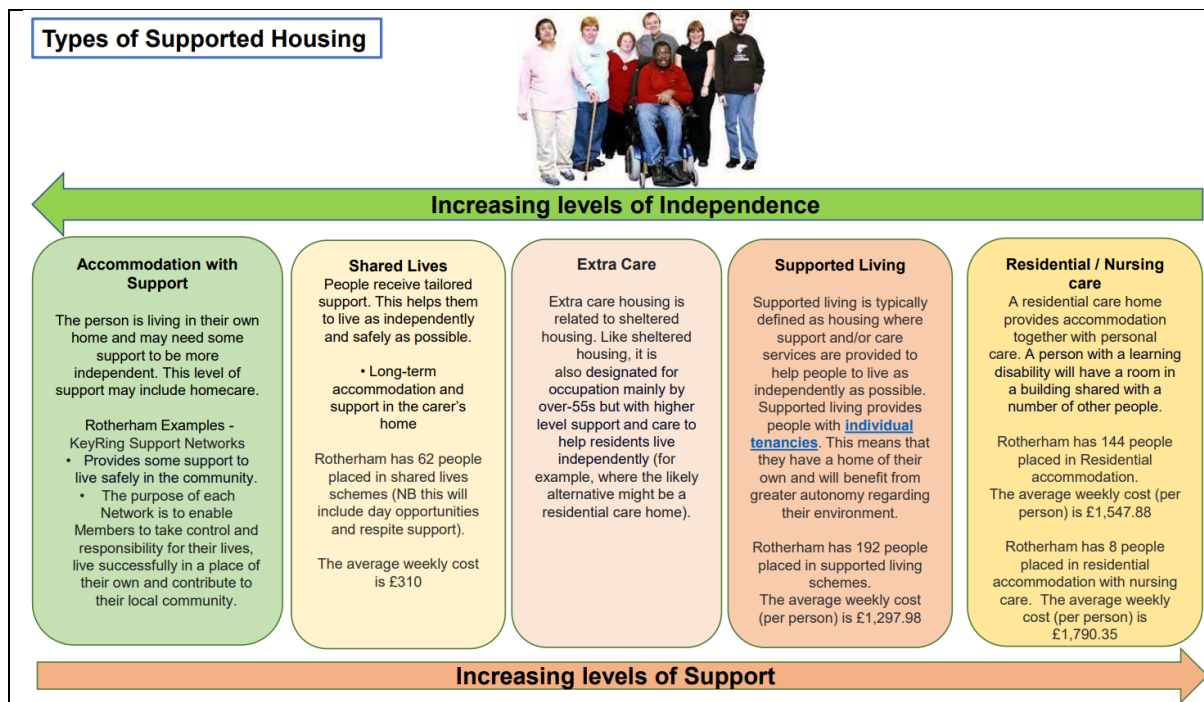 Types of Supported Housing
Increasing levels of Independence
Accommodation with
Support
The person is living in their own
home and may need some
support to be more
independent. This level of
support may include homecare.
Rotherham Examples -
KeyRing Support Networks
• Provides some support to
live safely in the community.
• The purpose of each
Network is to enable
Members to take control and
responsibility for their lives,
live successfully in a place of
their own and contribute to
their local community.
Shared Lives
People receive tailored
support. This helps them
to live as independently
and safely as possible.
• Long-term
accommodation and
support in the carer's
home
Rotherham has 62 people
placed in shared lives
schemes (NB this will
include day opportunities
and respite support).
The average weekly cost
is £310
Extra Care
Extra care housing is
related to sheltered
housing. Like sheltered
housing, it is
also designated for
occupation mainly by
over-55s but with higher
level support and care to
help residents live
independently (for
example, where the likely
alternative might be a
residential care home).
Supported Living
Supported living is typically
defined as housing where
support and/or care
services are provided to
help people to live as
independently as possible.
Supported living provides
people with individual
tenancies. This means that
they have a home of their
own and will benefit from
greater autonomy regarding
their environment.
Rotherham has 192 people
placed in supported living
schemes.
The average weekly cost
(per person) is £1,297.98
Residential / Nursing
care
A residential care home
provides accommodation
together with personal
care. A person with a learning
disability will have a room in
a building shared with a
number of other people.
Rotherham has 144 people
placed in Residential
accommodation.
The average weekly cost (per
person) is £1,547.88
Rotherham has 8 people
placed in residential
accommodation with nursing
care. The average weekly
cost (per person) is
£1,790.35
Increasing levels of Support